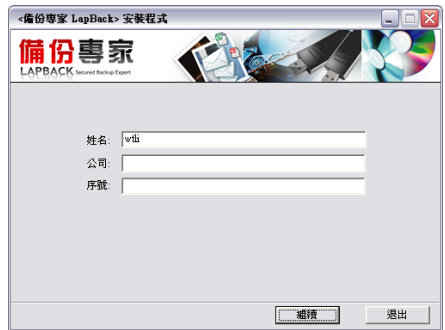 <備份專家 LapBack> 安裝程式
備份專家
LAPBACK Secured Backup Expert
姓名: wtli
公司:
序號:
繼續
退出